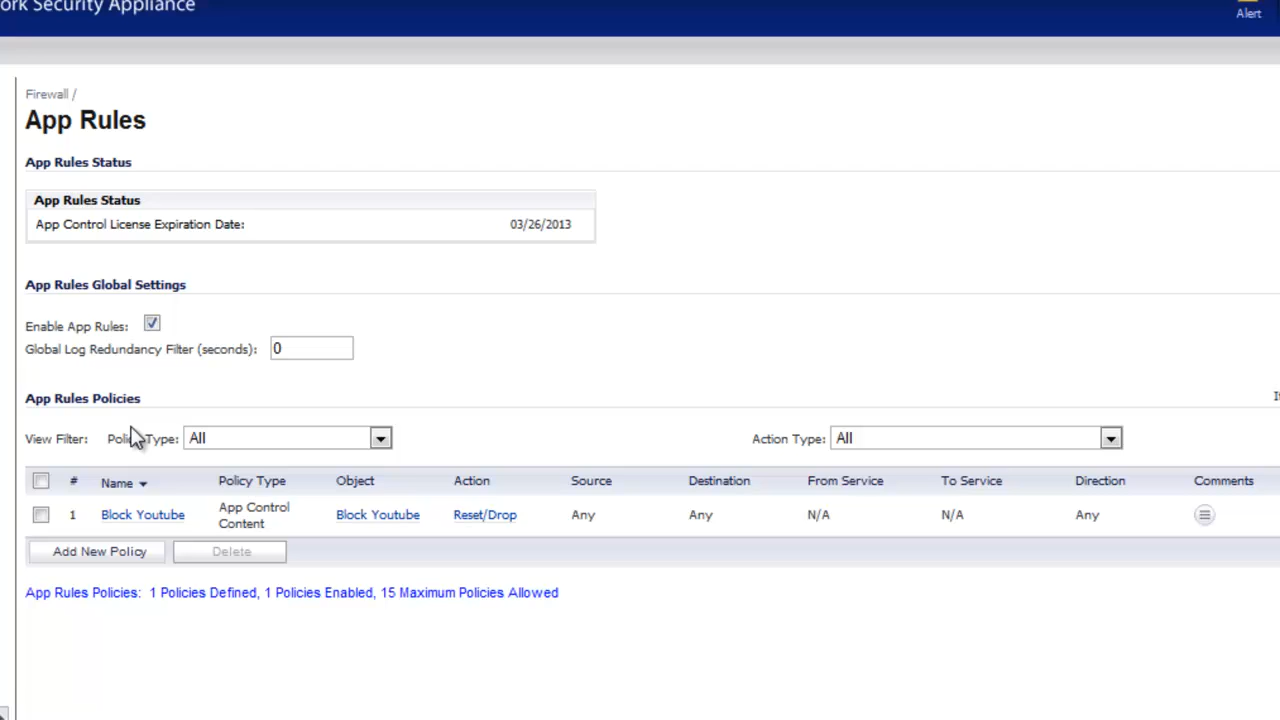 ork Security Appliance
Alert
Firewall /
App Rules
App Rules Status
App Rules Status
App Control License Expiration Date: 03/26/2013
App Rules Global Settings
Enable App Rules:
Global Log Redundancy Filter (seconds): 0
App Rules Policies
View Filter: Policy Type: All Action Type: All
# Name Policy Type Object Action Source Destination From Service To Service Direction Comments
1 Block Youtube App Control Content Block Youtube Reset/Drop Any Any N/A N/A Any
Add New Policy Delete
App Rules Policies: 1 Policies Defined, 1 Policies Enabled, 15 Maximum Policies Allowed